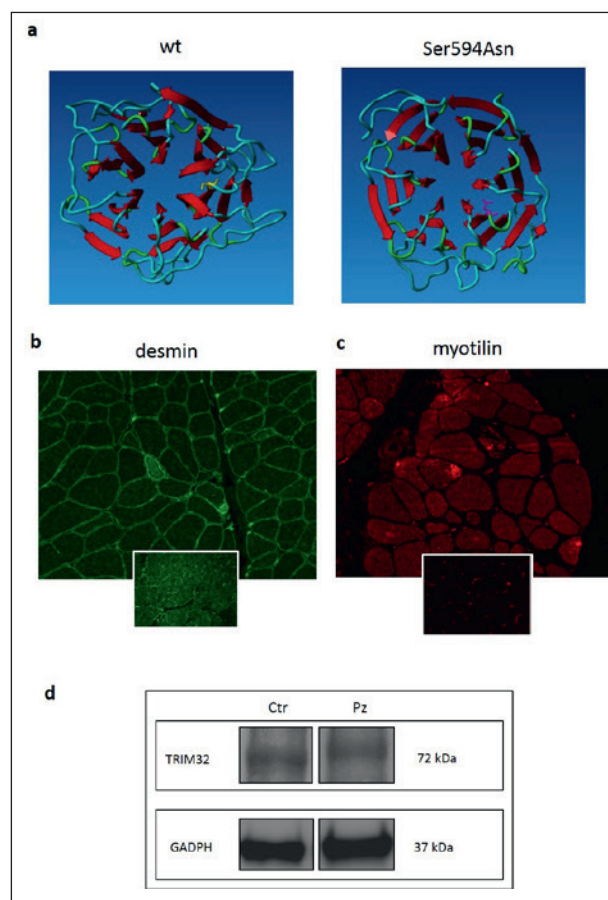 a
wt Ser594Asn
b desmin
c myotilin
d
Ctr Pz
TRIM32 72 kDa
GADPH 37 kDa